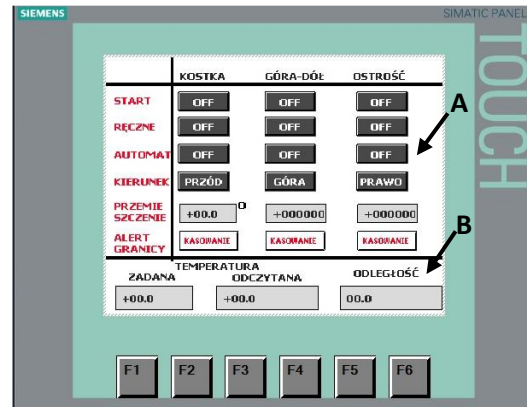 SIEMENS SIMATIC PANEL
TOUCH
KOSTKA GÓRA-DÓŁ OSTROŚĆ
START OFF OFF OFF
RĘCZNE OFF OFF OFF
AUTOMAT OFF OFF OFF
KIERUNEK PRZÓD GÓRA PRAWO
PRZEMIE
SZCZENIE +00.0 O +000000 +000000
ALERT
GRANICY KASOWANIE KASOWANIE KASOWANIE
A
B
TEMPERATURA
ZADANA ODCZYTANA ODLEGŁOŚĆ
+00.0 +00.0 00.0
F1 F2 F3 F4 F5 F6